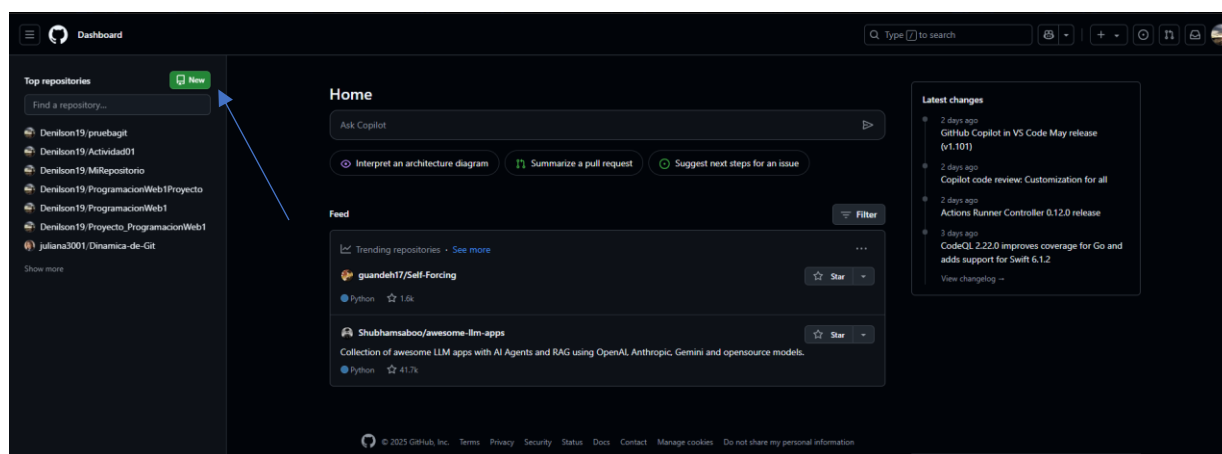 Dashboard
Type / to search
Top repositories
New
Find a repository...
Denilson19/pruebagit
Denilson19/Actividad01
Denilson19/MiRepositorio
Denilson19/ProgramacionWeb1Proyecto
Denilson19/ProgramacionWeb1
Denilson19/Proyecto_ProgramacionWeb1
juliana3001/Dinamica-de-Git
Show more
Home
Ask Copilot
Interpret an architecture diagram
Summarize a pull request
Suggest next steps for an issue
Feed
Filter
Trending repositories • See more
guandeh17/Self-Forcing
Star
Python 1.6k
Shubhamsaboo/awesome-llm-apps
Star
Collection of awesome LLM apps with AI Agents and RAG using OpenAI, Anthropic, Gemini and opensource models.
Python 41.7k
Latest changes
2 days ago
GitHub Copilot in VS Code May release
(v1.101)
2 days ago
Copilot code review: Customization for all
2 days ago
Actions Runner Controller 0.12.0 release
3 days ago
CodeQL 2.22.0 improves coverage for Go and
adds support for Swift 6.1.2
View changelog →
© 2025 GitHub, Inc. Terms Privacy Security Status Docs Contact Manage cookies Do not share my personal information